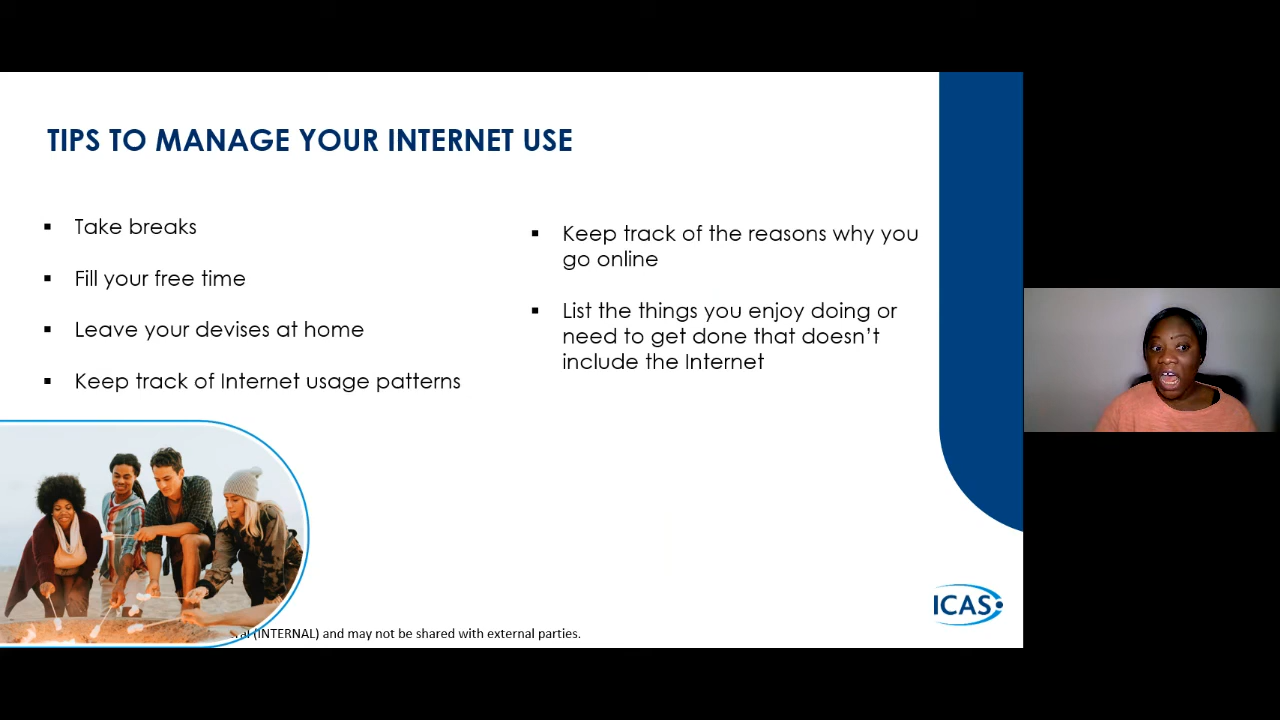 TIPS TO MANAGE YOUR INTERNET USE
Take breaks
Fill your free time
Leave your devises at home
Keep track of Internet usage patterns
Keep track of the reasons why you
go online
List the things you enjoy doing or
need to get done that doesn't
include the Internet
ICAS
(INTERNAL) and may not be shared with external parties.